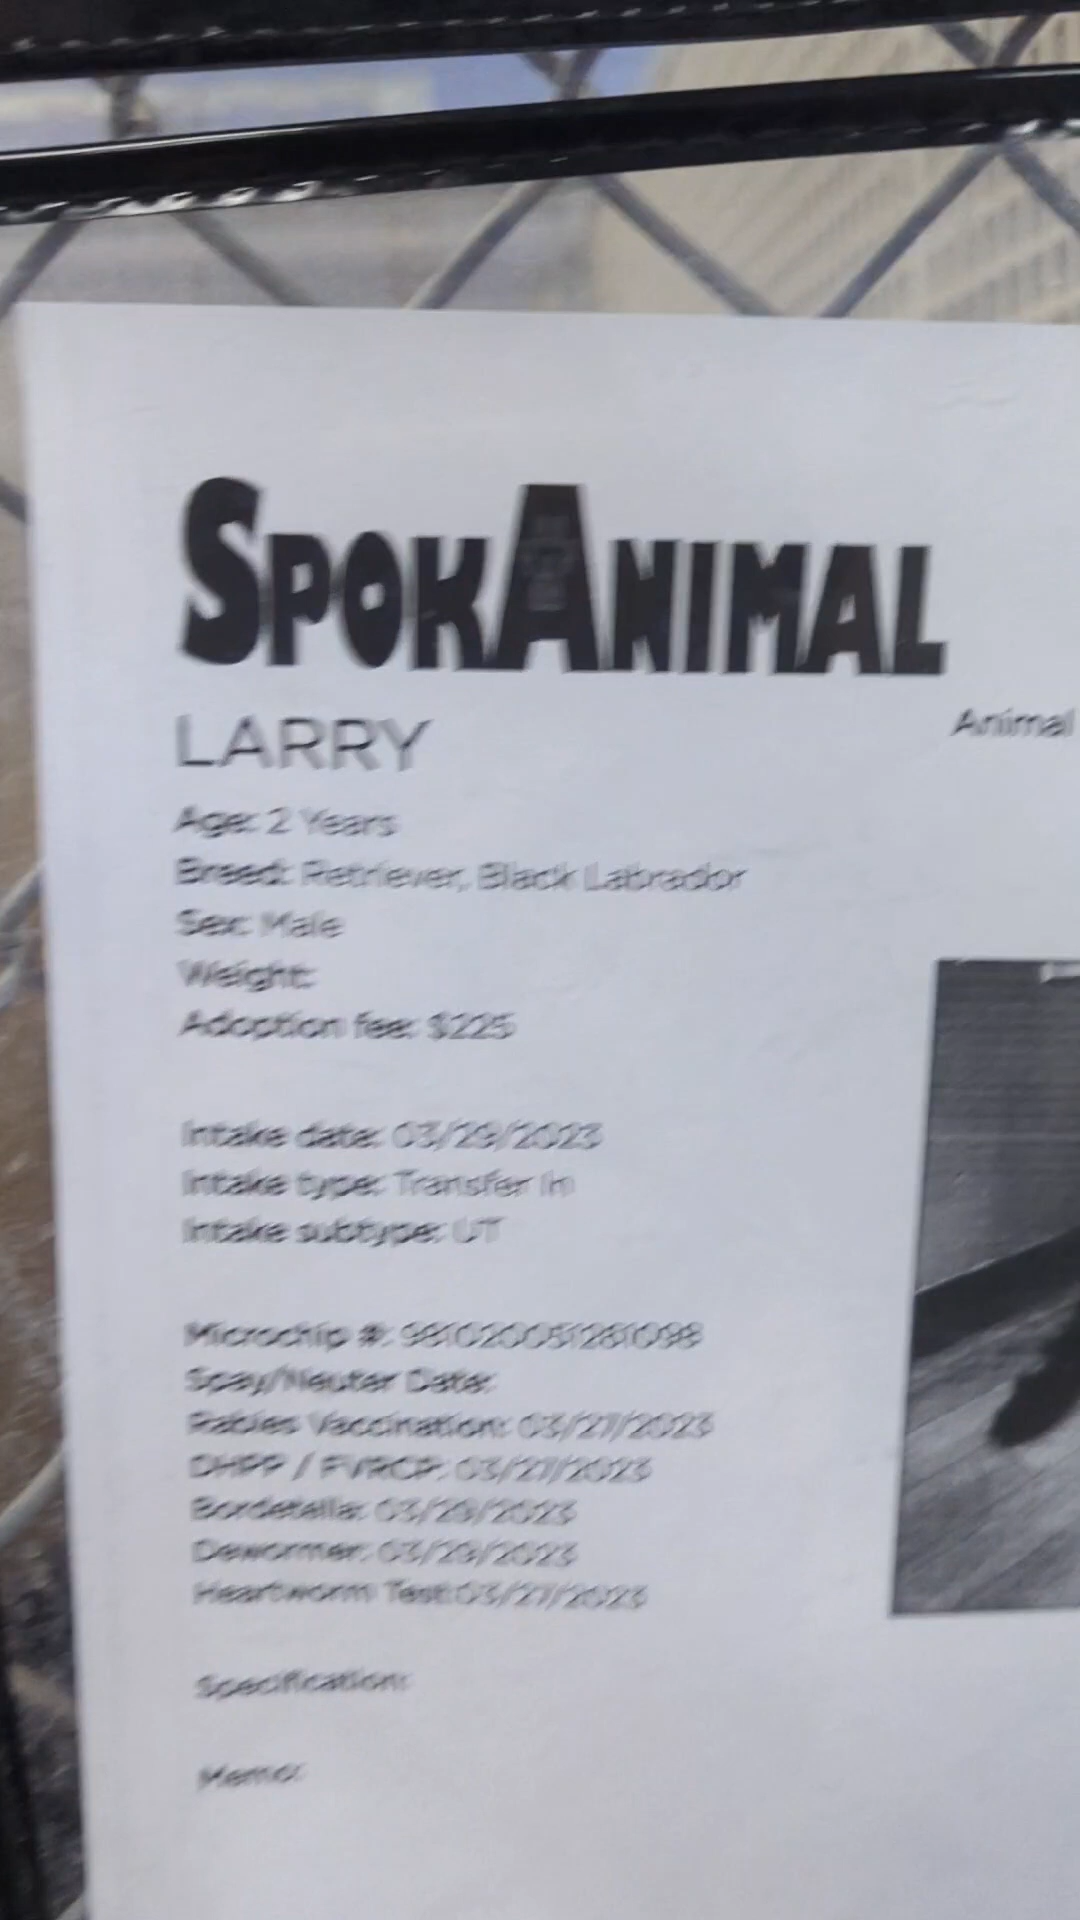 SPOKANIMAL
LARRY
Animal
Age: 2 Years
Breed: Retriever, Black Labrador
Sex: Male
Weight:
Adoption fee: $225
Intake date: 03/29/2023
Intake type: Transfer In
Intake subtype: UT
Microchip #: 981020051281098
Spay/Neuter Date:
Rabies Vaccination: 03/27/2023
DHPP / FVRCP: 03/27/2023
Bordetella: 03/29/2023
Dewormer: 03/29/2023
Heartworm Test:03/27/2023
Specification:
Memo: